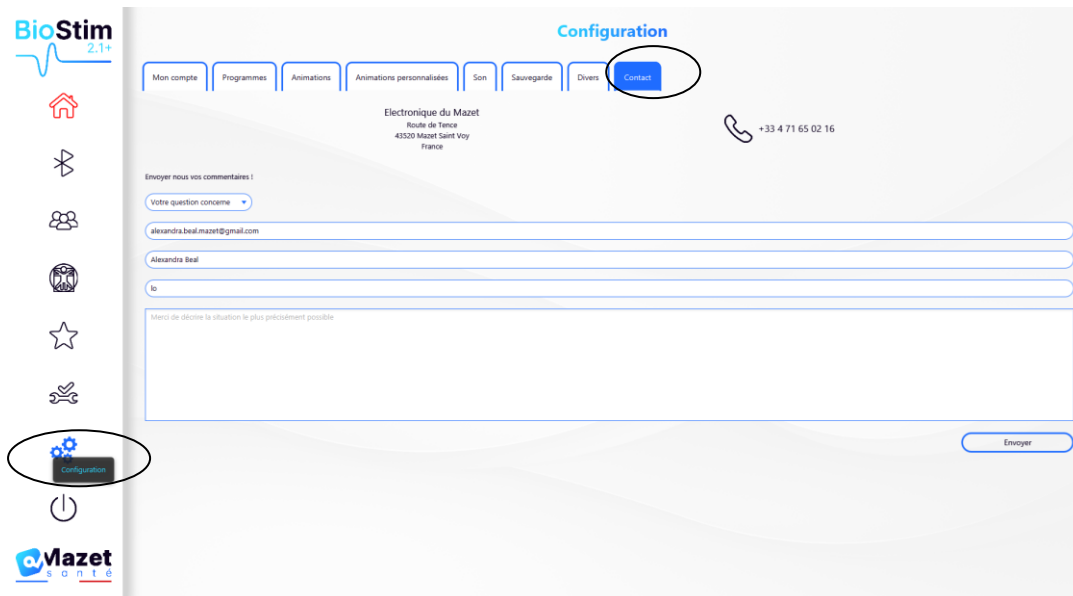 BioStim
2.1+
Configuration
Mon compte
Programmes
Animations
Animations personnalisées
Son
Sauvegarde
Divers
Contact
Electronique du Mazet
Route de Tence
43520 Mazet Saint Voy
France
+33 4 71 65 02 16
Envoyer nous vos commentaires !
Votre question concerne
alexandra.beal.mazet@gmail.com
Alexandra Beal
lo
Merci de décrire la situation le plus précisément possible
Envoyer
Configuration
Mazet
santé